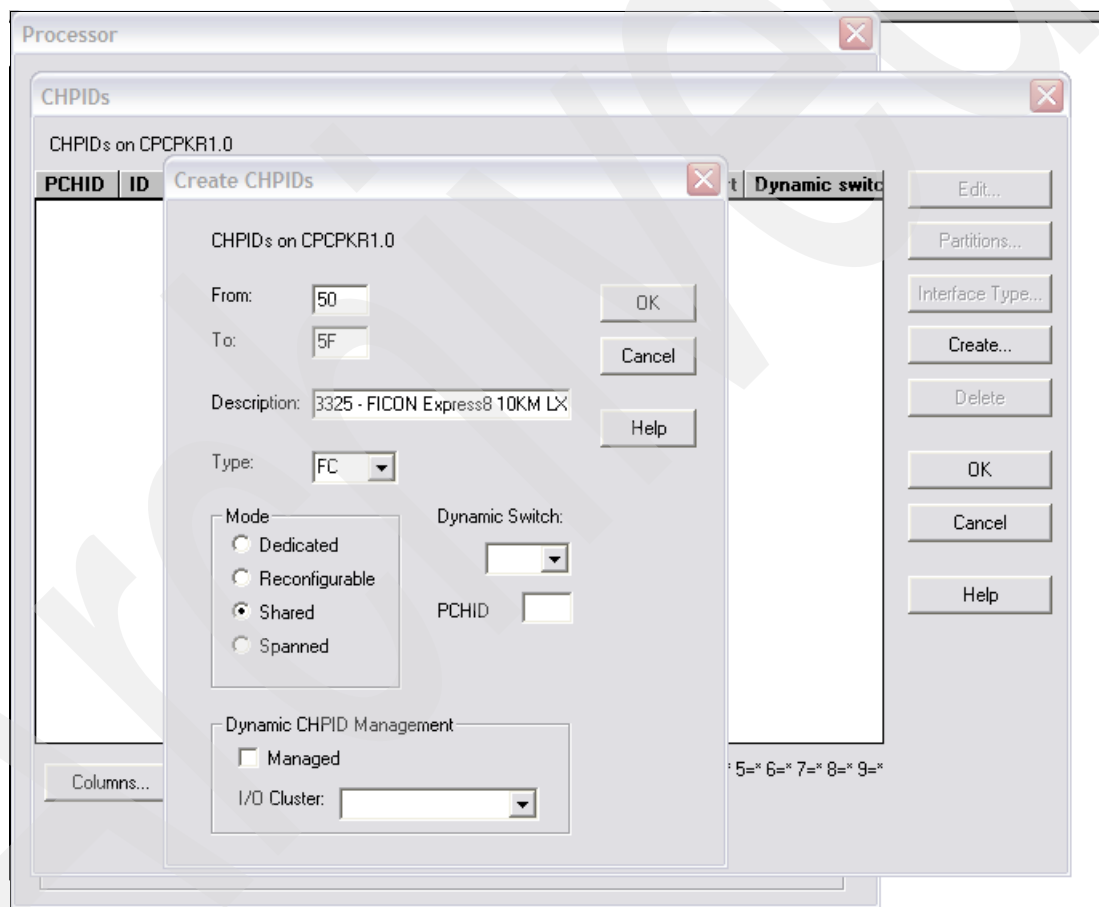 Processor
CHPIDs
CHPIDs on CPCPKR1.0
PCHID ID t Dynamic switc
Create CHPIDs
CHPIDs on CPCPKR1.0
From: 50
To: 5F
Description: 3325 - FICON Express8 10KM LX
Type: FC
Mode
Dedicated
Reconfigurable
Shared
Spanned
Dynamic Switch:
PCHID
Dynamic CHPID Management
Managed
I/O Cluster:
OK
Cancel
Help
Edit...
Partitions...
Interface Type...
Create...
Delete
OK
Cancel
Help
Columns...
* 5=* 6=* 7=* 8=* 9=*